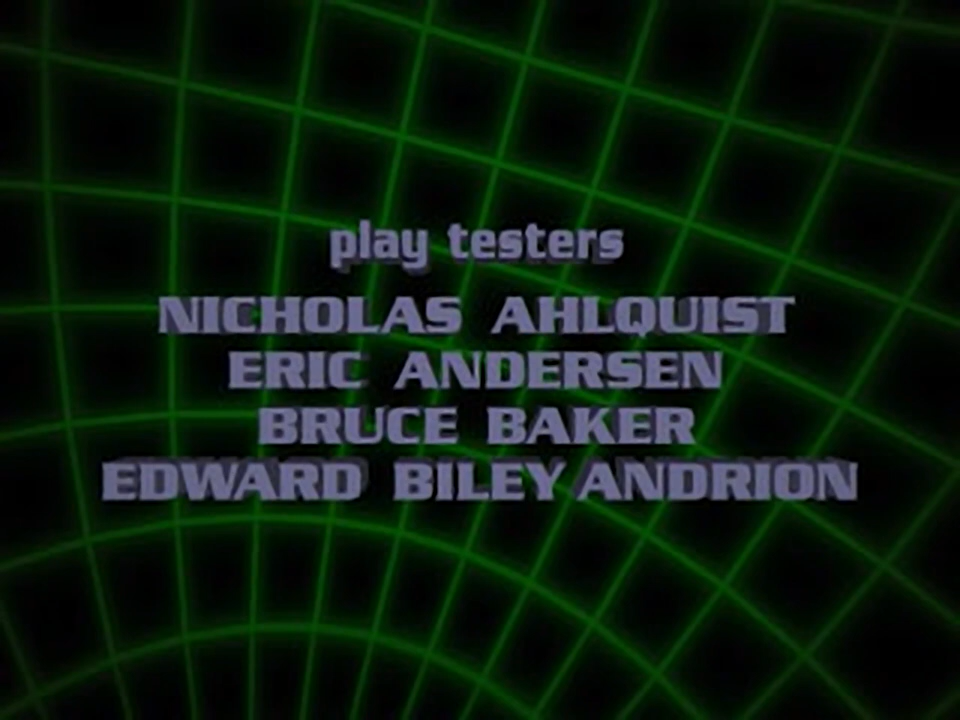 play testers
NICHOLAS AHLQUIST
ERIC ANDERSEN
BRUCE BAKER
EDWARD BILEY ANDRION